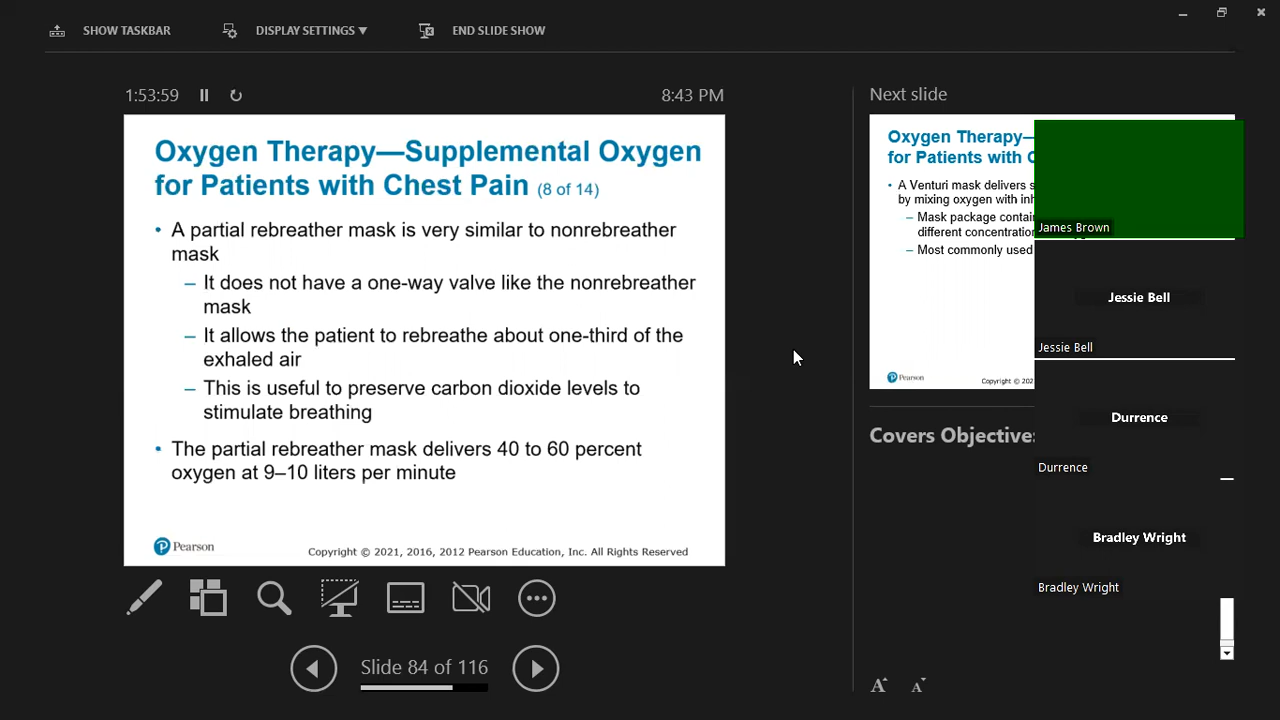 SHOW TASKBAR
DISPLAY SETTINGS ▼
END SLIDE SHOW
1:53:59
8:43 PM
Oxygen Therapy—Supplemental Oxygen
for Patients with Chest Pain (8 of 14)
• A partial rebreather mask is very similar to nonrebreather
mask
– It does not have a one-way valve like the nonrebreather
mask
– It allows the patient to rebreathe about one-third of the
exhaled air
– This is useful to preserve carbon dioxide levels to
stimulate breathing
• The partial rebreather mask delivers 40 to 60 percent
oxygen at 9–10 liters per minute
Pearson
Copyright © 2021, 2016, 2012 Pearson Education, Inc. All Rights Reserved
Slide 84 of 116
Next slide
Oxygen Therapy—
for Patients with C
• A Venturi mask delivers s
by mixing oxygen with inh
– Mask package contain
different concentration
– Most commonly used
Pearson
Copyright © 202
Covers Objective
A A
James Brown
Jessie Bell
Jessie Bell
Durrence
Durrence
Bradley Wright
Bradley Wright